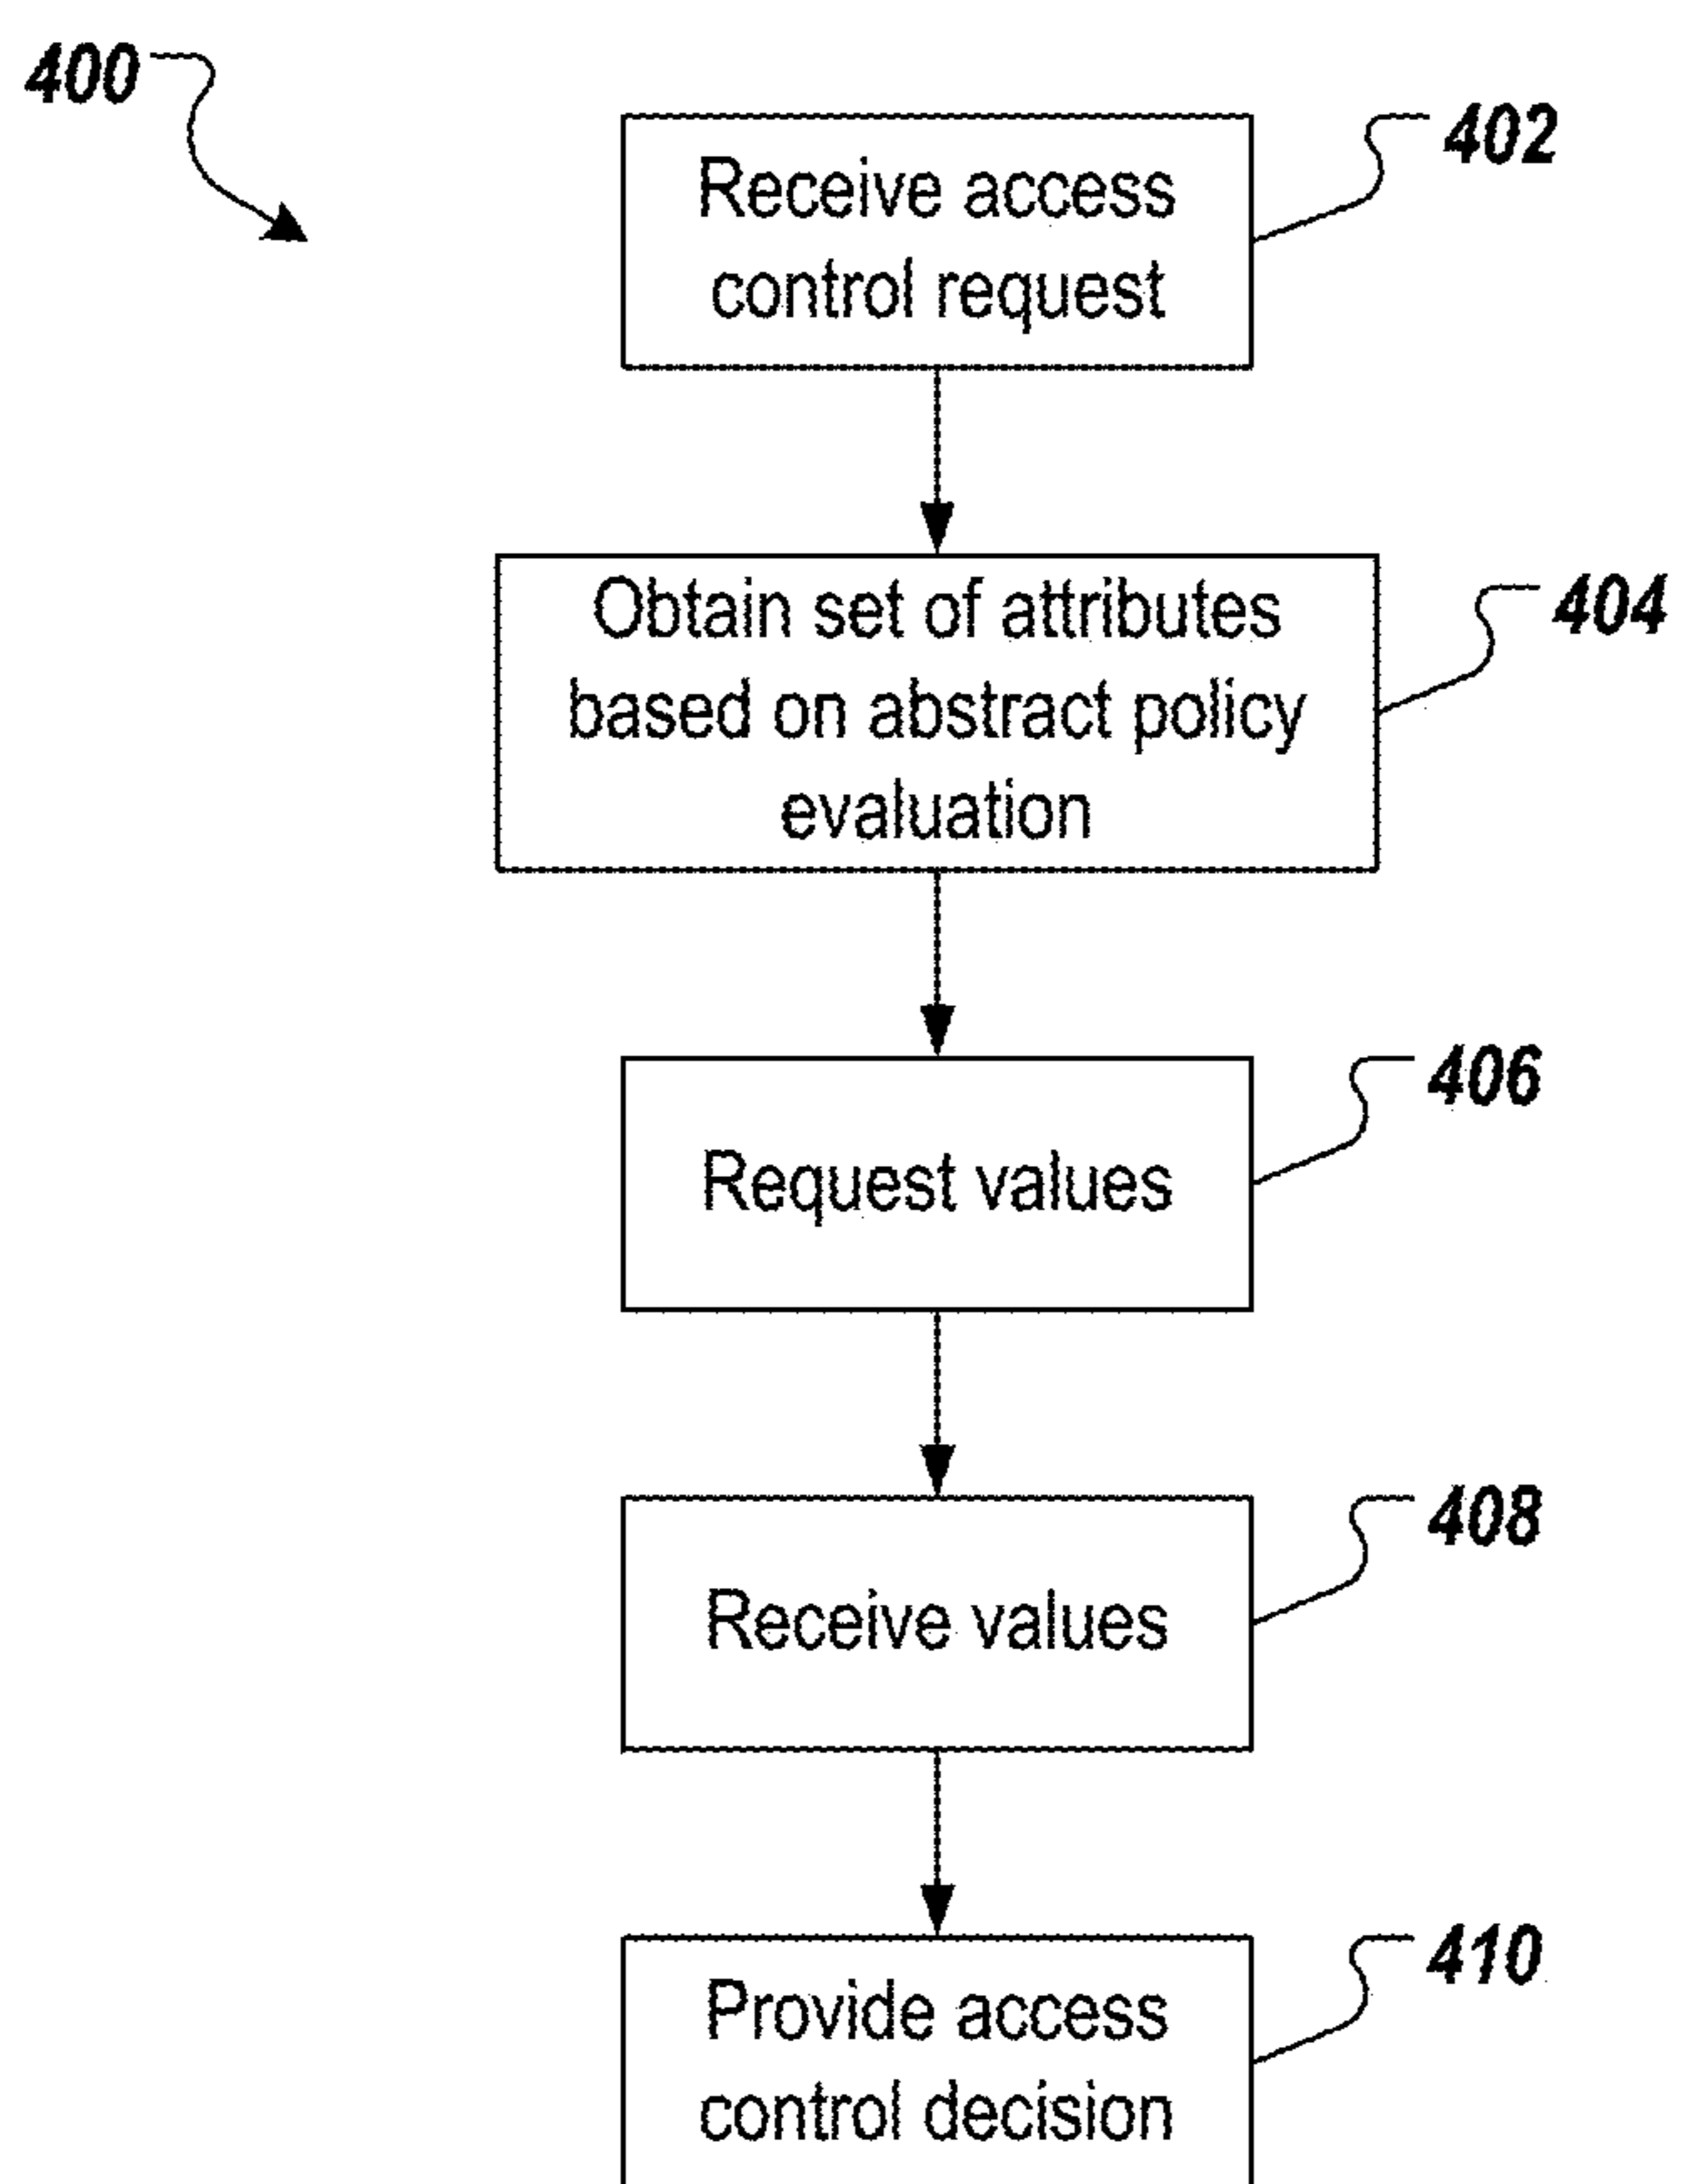 400
402
Receive access
control request
404
Obtain set of attributes
based on abstract policy
evaluation
406
Request values
408
Receive values
410
Provide access
control decision